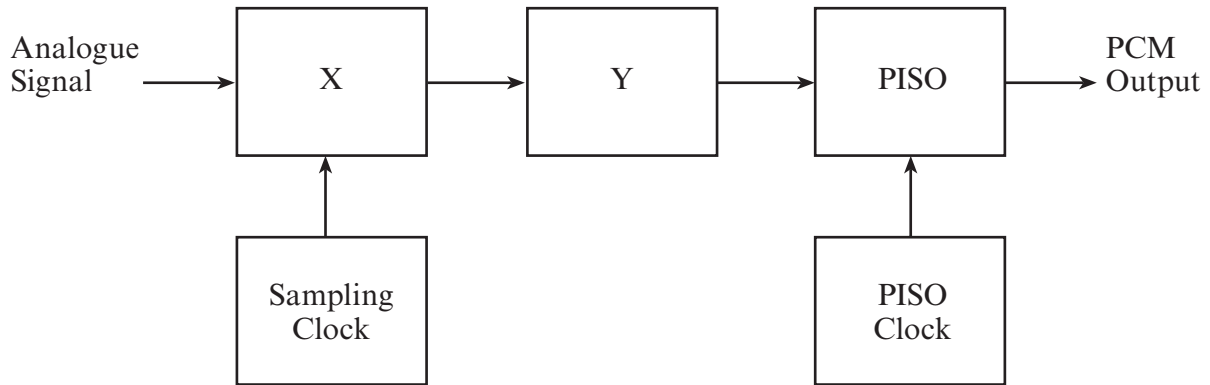 Analogue
Signal
X
Y
PISO
PCM
Output
Sampling
Clock
PISO
Clock